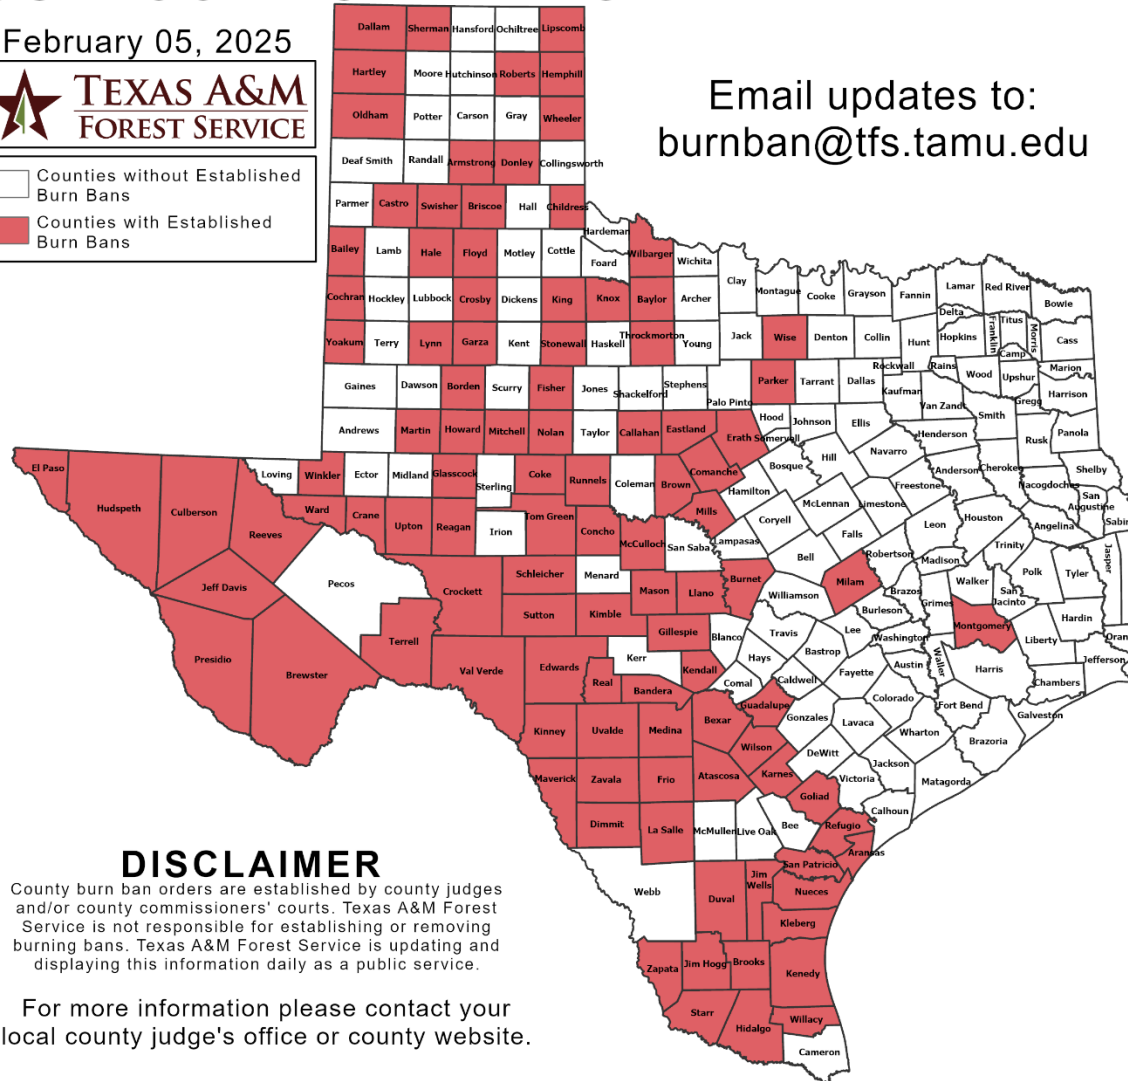 February 05, 2025
TEXAS A&M
FOREST SERVICE
Counties without Established
Burn Bans
Counties with Established
Burn Bans
Email updates to:
burnban@tfs.tamu.edu
Dallam Sherman Hansford Ochiltree Lipscomb
Hartley Moore Hutchinson Roberts Hemphill
Oldham Potter Carson Gray Wheeler
Deaf Smith Randall Armstrong Donley Collingsworth
Parmer Castro Swisher Briscoe Hall Childress
Hardeman
Bailey Lamb Hale Floyd Motley Cottle Foard Wilbarger Wichita
Clay Montague Cooke Grayson Fannin Lamar Red River Bowie
Cochran Hockley Lubbock Crosby Dickens King Knox Baylor Archer
Delta Franklin Titus Morris
Yoakum Terry Lynn Garza Kent Stonewall Haskell Throckmorton Young Jack Wise Denton Collin Hunt Hopkins Cass
Camp
Rockwall Rains Wood Upshur Marion
Gaines Dawson Borden Scurry Fisher Jones Shackelford Stephens Palo Pinto Parker Tarrant Dallas Kaufman Van Zandt Smith Gregg Harrison
Andrews Martin Howard Mitchell Nolan Taylor Callahan Eastland Erath Somervell Hood Johnson Ellis Henderson Rusk Panola
El Paso Hudspeth Culberson Reeves Loving Winkler Ector Midland Glasscock Sterling Coke Runnels Coleman Brown Comanche Hamilton Bosque Hill Navarro Freestone Anderson Cherokee Nacogdoches Shelby
San
Augustine
Sabin
Ward Crane Upton Reagan Irion Tom Green Concho McCulloch San Saba Mills Lampasas Coryell McLennan Limestone Falls Leon Houston Angelina
Jeff Davis Pecos Crockett Schleicher Menard Mason Llano Burnet Bell Milam Robertson Madison Trinity Polk Tyler Jasper
Williamson Brazos Grimes Walker
San
Jacinto
Presidio Brewster Terrell Val Verde Sutton Kimble Gillespie Blanco Travis Lee Burleson Washington Montgomery Liberty Hardin Oran
Edwards Real Kerr Bandera Kendall Comal Hays Caldwell Bastrop Fayette Austin Waller Harris Chambers Jefferson
Kinney Uvalde Medina Bexar Guadalupe Gonzales Lavaca Colorado Fort Bend Galveston
Wilson DeWitt Wharton Brazoria
Maverick Zavala Frio Atascosa Karnes Goliad Victoria Jackson Matagorda
Dimmit La Salle McMullen Live Oak Bee Refugio Calhoun
Aransas
San Patricio
Webb Duval
Jim
Wells
Nueces
Kleberg
Zapata Jim Hogg Brooks Kenedy
Starr Hidalgo Willacy
Cameron
DISCLAIMER
County burn ban orders are established by county judges
and/or county commissioners' courts. Texas A&M Forest
Service is not responsible for establishing or removing
burning bans. Texas A&M Forest Service is updating and
displaying this information daily as a public service.
For more information please contact your
local county judge's office or county website.